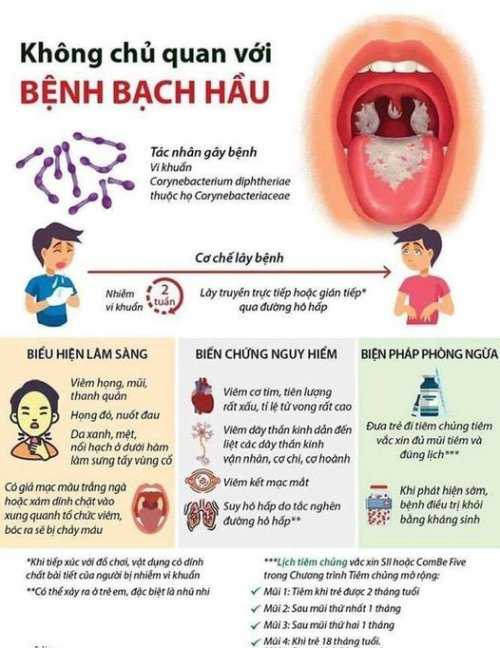 Không chủ quan với
BỆNH BẠCH HẦU
Tác nhân gây bệnh
Vi khuẩn
Corynebacterium diphtheriae
thuộc họ Corynebacteriaceae
Cơ chế lây bệnh
Nhiễm
vi khuẩn
2
tuần
Lây truyền trực tiếp hoặc gián tiếp*
qua đường hô hấp
BIỂU HIỆN LÂM SÀNG
Viêm họng, mũi,
thanh quản
Họng đỏ, nuốt đau
Da xanh, mệt,
nổi hạch ở dưới hàm
làm sưng tấy vùng cổ
Có giả mạc màu trắng ngà
hoặc xám dính chặt vào
xung quanh tổ chức viêm,
bóc ra sẽ bị chảy máu
BIẾN CHỨNG NGUY HIỂM
Viêm cơ tim, tiên lượng
rất xấu, tỉ lệ tử vong rất cao
Viêm dây thần kinh dẫn đến
liệt các dây thần kinh
vận nhãn, cơ chi, cơ hoành
Viêm kết mạc mắt
Suy hô hấp do tắc nghẽn
đường hô hấp**
BIỆN PHÁP PHÒNG NGỪA
Đưa trẻ đi tiêm chủng tiêm
vắc xin đủ mũi tiêm và
đúng lịch***
Khi phát hiện sớm,
bệnh điều trị khỏi
bằng kháng sinh
*Khi tiếp xúc với đồ chơi, vật dụng có dính
chất bài tiết của người bị nhiễm vi khuẩn
**Có thể xảy ra ở trẻ em, đặc biệt là nhũ nhi
***Lịch tiêm chủng vắc xin SII hoặc ComBe Five
trong Chương trình Tiêm chủng mở rộng:
Mũi 1: Tiêm khi trẻ được 2 tháng tuổi
Mũi 2: Sau mũi thứ nhất 1 tháng
Mũi 3: Sau mũi thứ hai 1 tháng
Mũi 4: Khi trẻ 18 tháng tuổi.